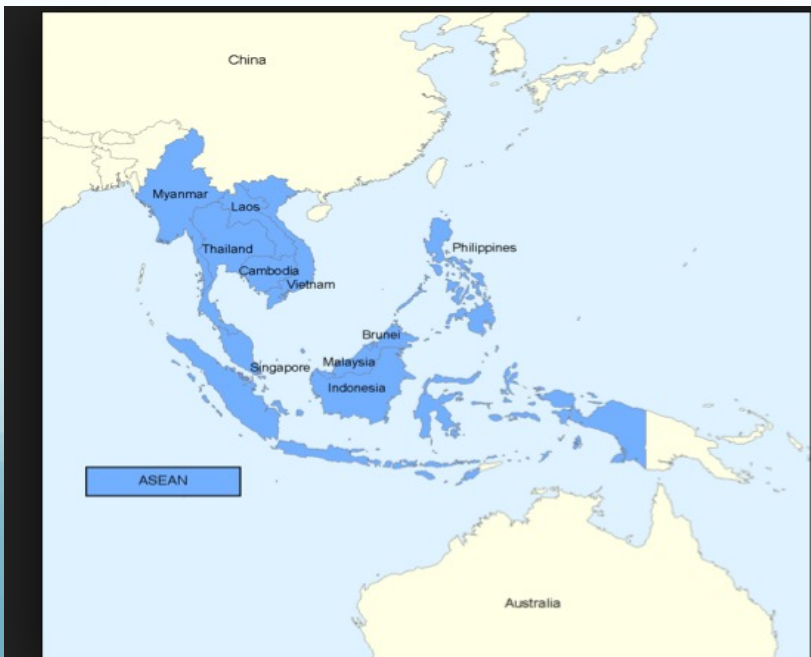 China
Myanmar
Laos
Thailand
Philippines
Cambodia
Vietnam
Brunei
Malaysia
Singapore
Indonesia
ASEAN
Australia